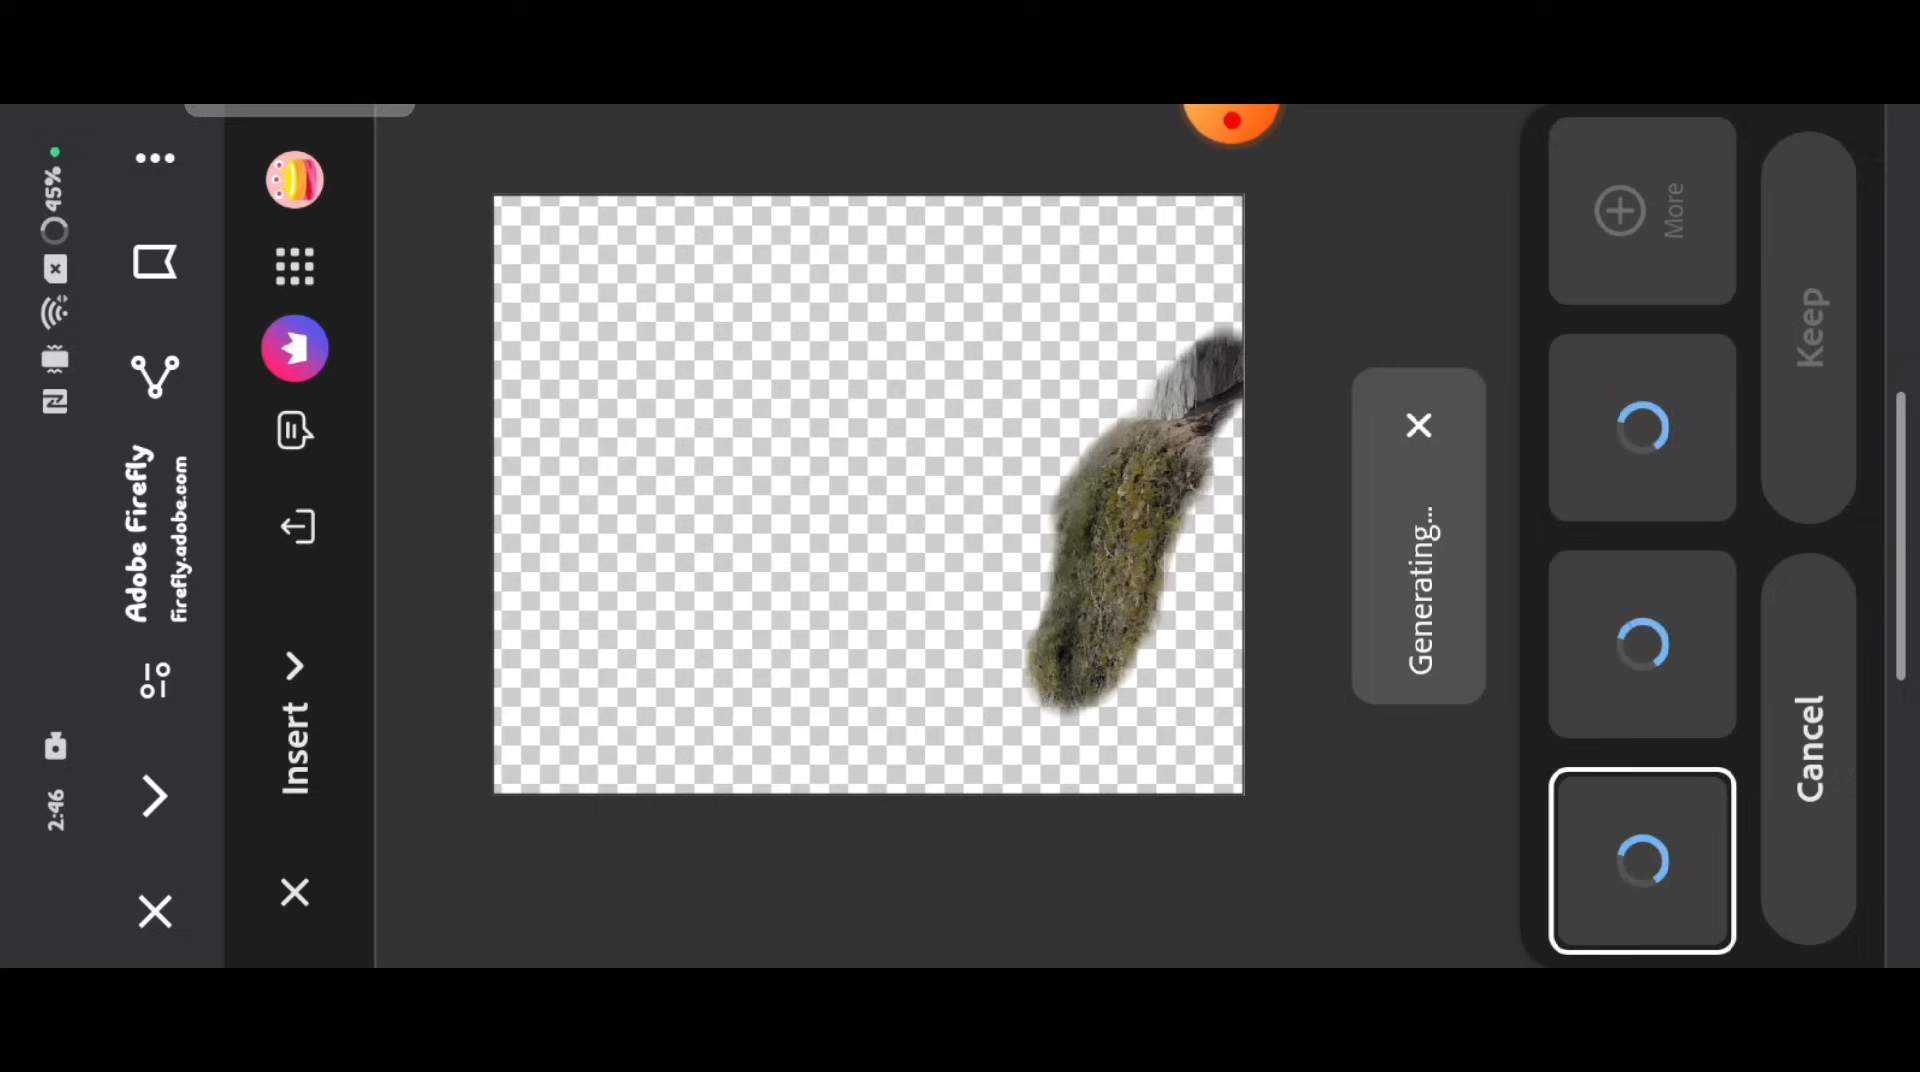 2:46
45%
Adobe Firefly
firefly.adobe.com
Insert
Generating...
More
Cancel
Keep